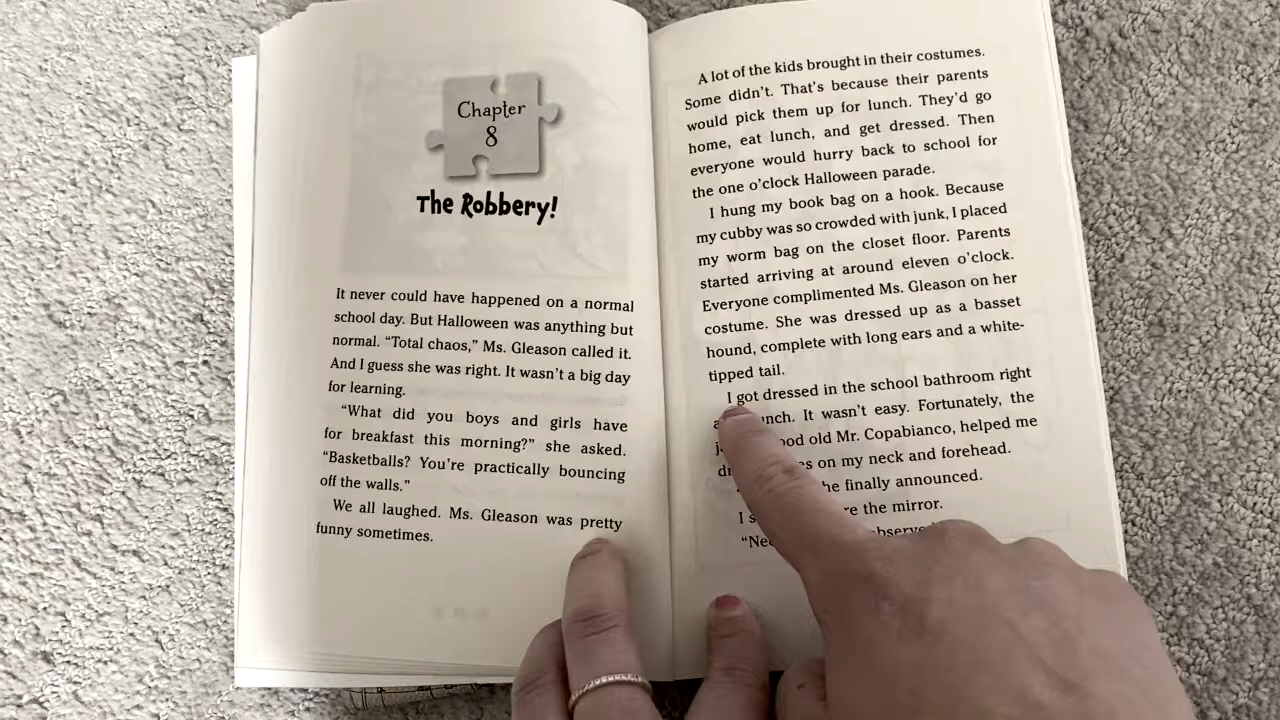 Chapter
8
The Robbery!
It never could have happened on a normal
school day. But Halloween was anything but
normal. “Total chaos,” Ms. Gleason called it.
And I guess she was right. It wasn’t a big day
for learning.
“What did you boys and girls have
for breakfast this morning?” she asked.
“Basketballs? You’re practically bouncing
off the walls.”
We all laughed. Ms. Gleason was pretty
funny sometimes.
A lot of the kids brought in their costumes.
Some didn’t. That’s because their parents
would pick them up for lunch. They’d go
home, eat lunch, and get dressed. Then
everyone would hurry back to school for
the one o’clock Halloween parade.
I hung my book bag on a hook. Because
my cubby was so crowded with junk, I placed
my worm bag on the closet floor. Parents
started arriving at around eleven o’clock.
Everyone complimented Ms. Gleason on her
costume. She was dressed up as a basset
hound, complete with long ears and a white-
tipped tail.
I got dressed in the school bathroom right
It wasn’t easy. Fortunately, the
old Mr. Copabianco, helped me
on my neck and forehead.
he finally announced.
I the mirror.